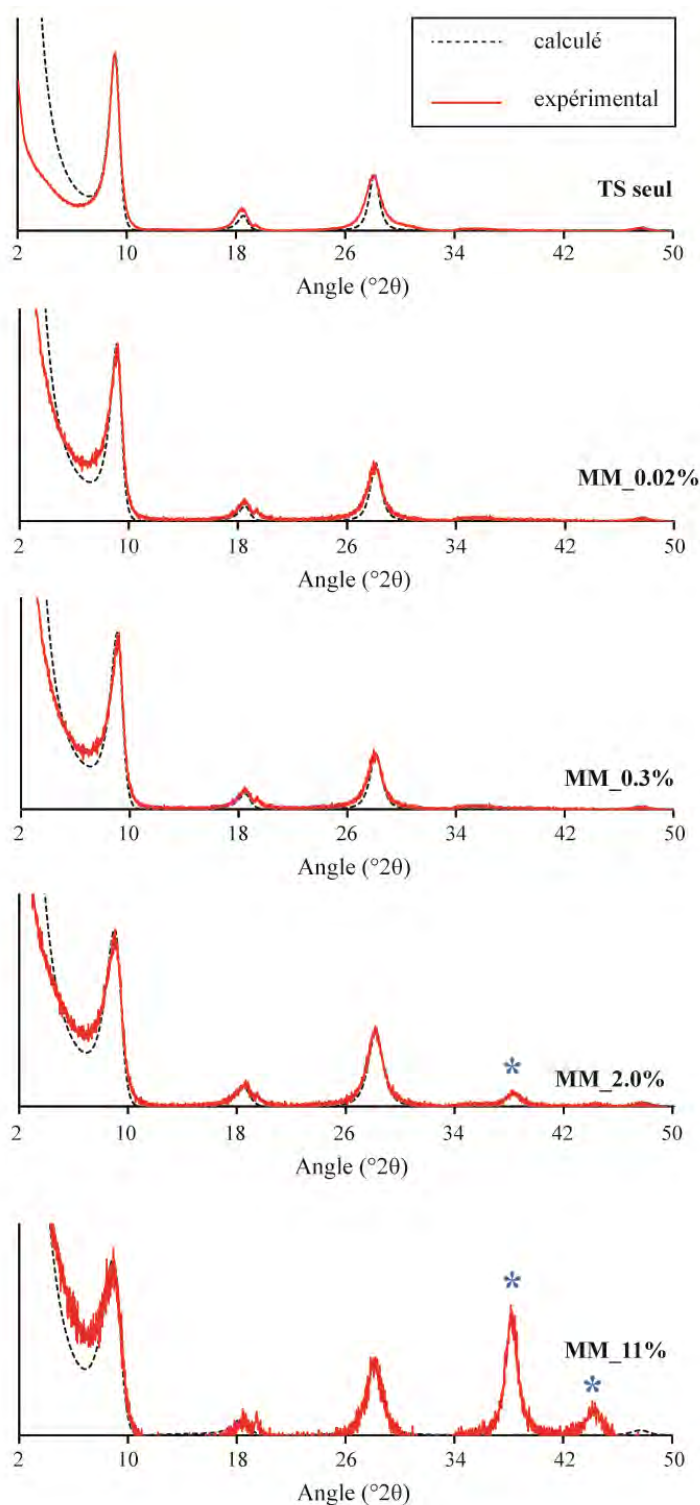 calculé
expérimental
TS seul
2 10 18 26 34 42 50
Angle (°2θ)
MM_0.02%
2 10 18 26 34 42 50
Angle (°2θ)
MM_0.3%
2 10 18 26 34 42 50
Angle (°2θ)
*
MM_2.0%
2 10 18 26 34 42 50
Angle (°2θ)
*
MM_11%
*
2 10 18 26 34 42 50
Angle (°2θ)